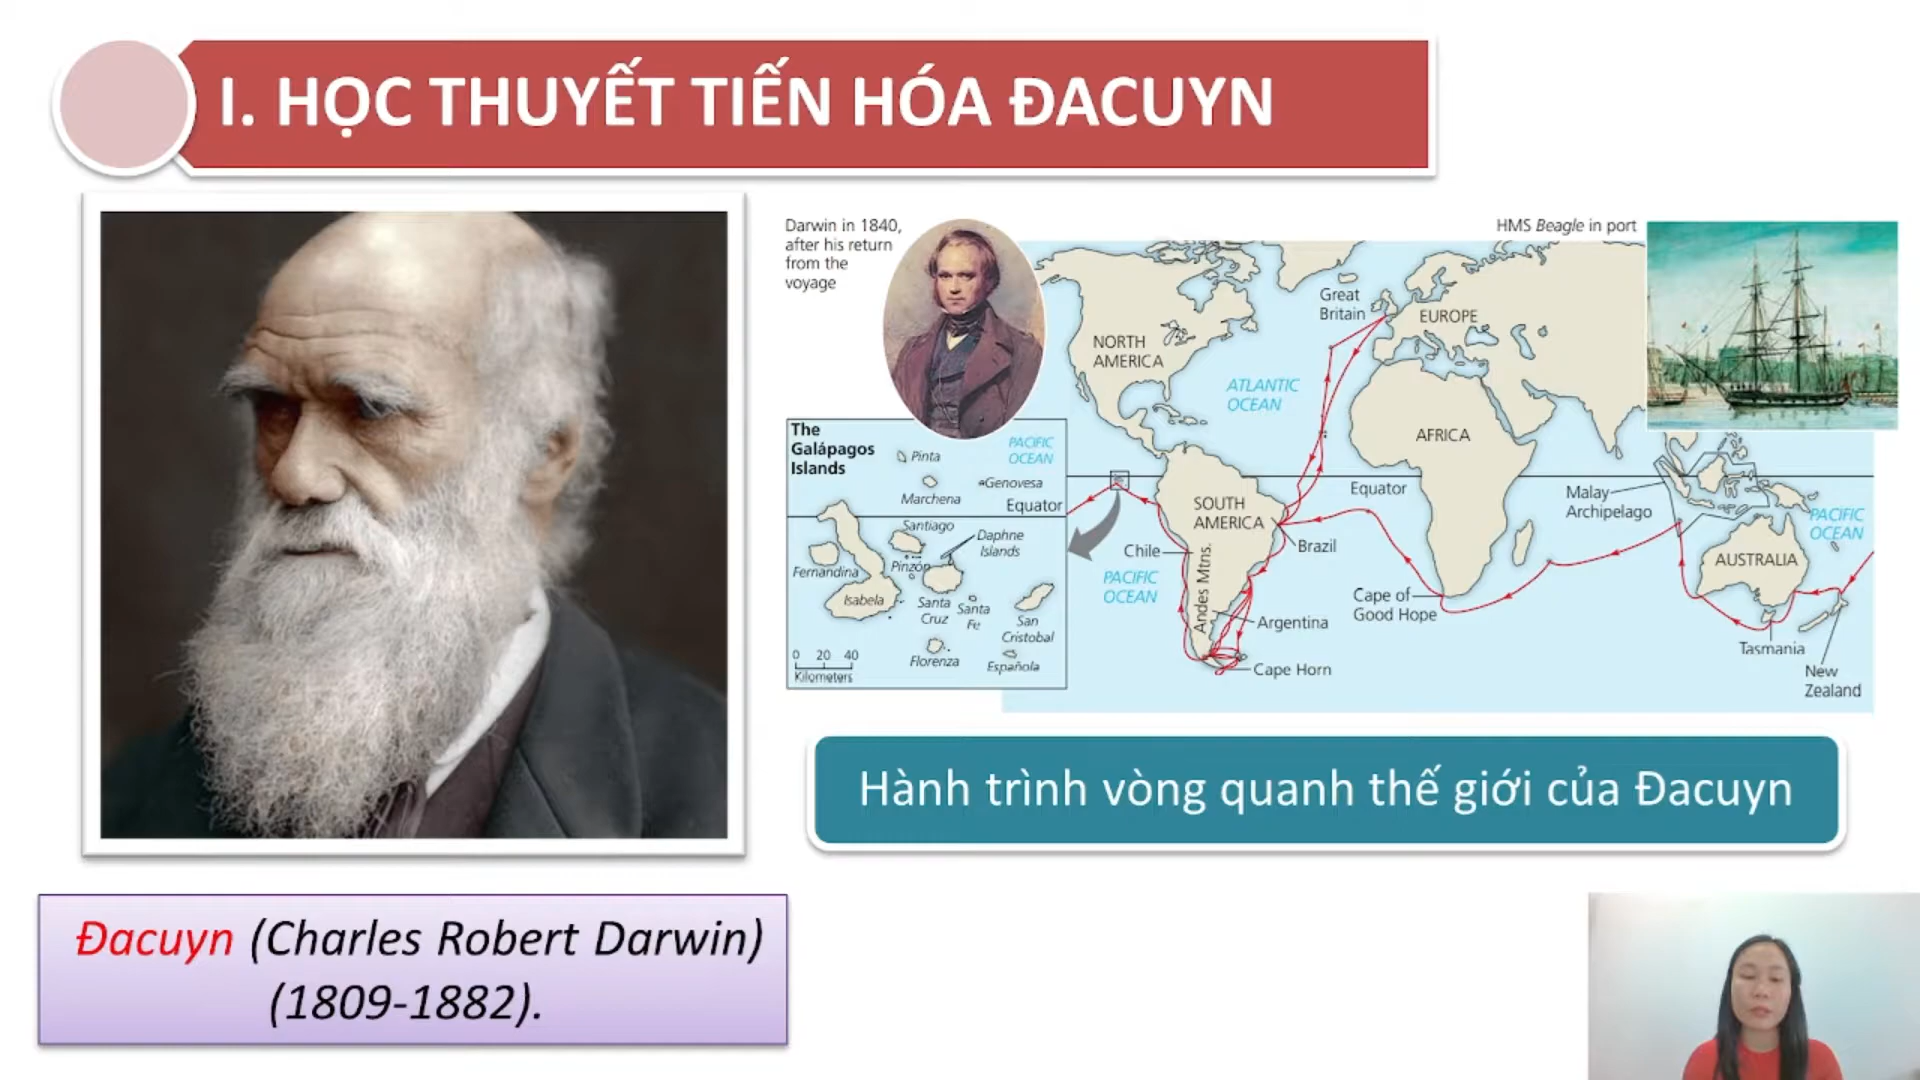 I. HỌC THUYẾT TIẾN HÓA ĐACUYN
Darwin in 1840,
after his return
from the
voyage
HMS Beagle in port
Great
Britain
EUROPE
NORTH
AMERICA
ATLANTIC
OCEAN
AFRICA
The
Galápagos
Islands
PACIFIC
OCEAN
Pinta
Genovesa
Marchena
Equator
Santiago
Daphne
Islands
Pinzón
Fernandina
Isabela
Santa
Cruz
Santa
Fe
San
Cristobal
Florenza
Española
0 20 40
Kilometers
SOUTH
AMERICA
Equator
Malay
Archipelago
PACIFIC
OCEAN
Chile
Brazil
PACIFIC
OCEAN
Andes Mtns.
AUSTRALIA
Cape of
Good Hope
Argentina
Cape Horn
Tasmania
New
Zealand
Hành trình vòng quanh thế giới của Đacuyn
Đacuyn (Charles Robert Darwin)
(1809-1882).